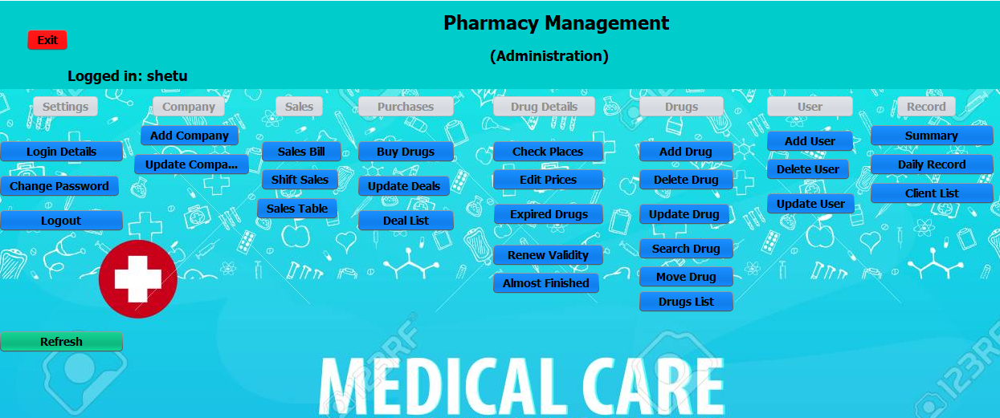 Pharmacy Management
Exit
(Administration)
Logged in: shetu
Settings Company Sales Purchases Drug Details Drugs User Record
Add Company Add User Summary
Login Details Sales Bill Buy Drugs Check Places Add Drug
Update Compa... Delete User Daily Record
Change Password Shift Sales Update Deals Edit Prices Delete Drug
Sales Table Update User Client List
Logout Deal List Expired Drugs Update Drug
Renew Validity Search Drug
Almost Finished Move Drug
Drugs List
Refresh
MEDICAL CARE
123RF
123RF